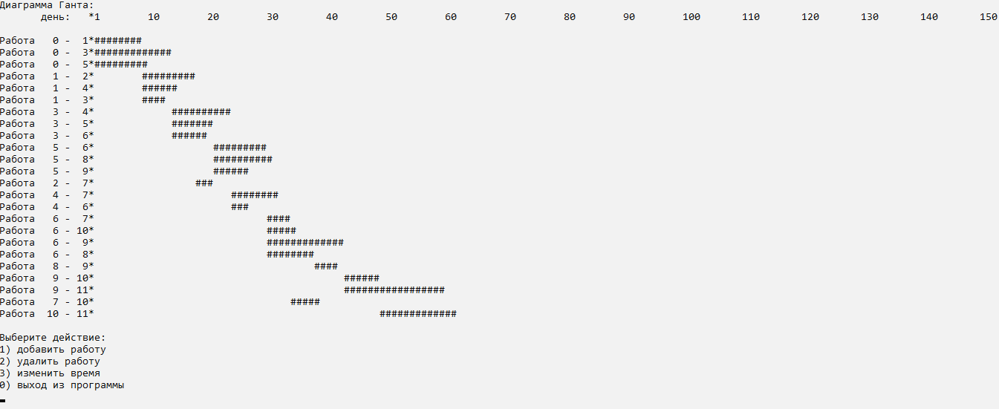 Диаграмма Ганта:
       день:   *1        10        20        30        40        50        60        70        80        90        100       110       120       130       140       150

Работа   0 -  1*########
Работа   0 -  3*#############
Работа   0 -  5*#########
Работа   1 -  2*        #########
Работа   1 -  4*        ######
Работа   1 -  3*        ####
Работа   3 -  4*             ##########
Работа   3 -  5*             #######
Работа   3 -  6*             ######
Работа   5 -  6*                    #########
Работа   5 -  8*                    ##########
Работа   5 -  9*                    ######
Работа   2 -  7*                 ###
Работа   4 -  7*                       ########
Работа   4 -  6*                       ###
Работа   6 -  7*                             ####
Работа   6 - 10*                             #####
Работа   6 -  9*                             #############
Работа   6 -  8*                             ########
Работа   8 -  9*                                     ####
Работа   9 - 10*                                          ######
Работа   9 - 11*                                          #################
Работа   7 - 10*                                 #####
Работа  10 - 11*                                                #############

Выберите действие:
1) добавить работу
2) удалить работу
3) изменить время
0) выход из программы